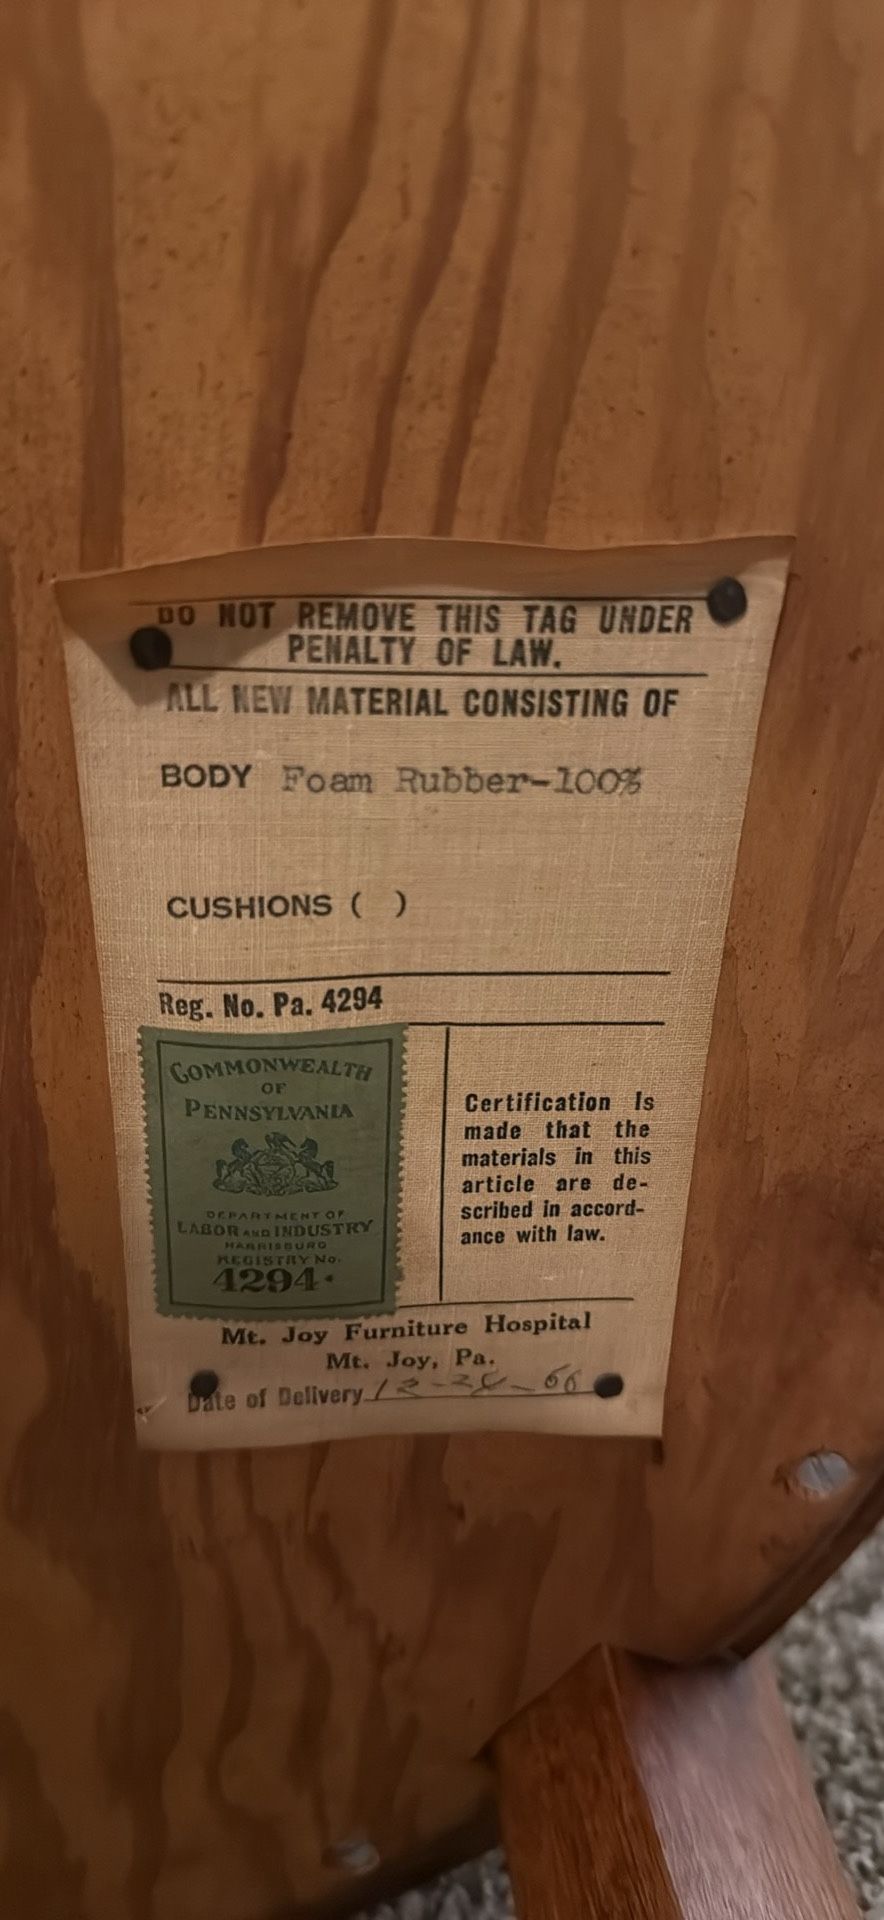 DO NOT REMOVE THIS TAG UNDER
PENALTY OF LAW.
ALL NEW MATERIAL CONSISTING OF
BODY Foam Rubber-100%
CUSHIONS ( )
Reg. No. Pa. 4294
COMMONWEALTH
OF
PENNSYLVANIA
DEPARTMENT OF
LABOR AND INDUSTRY
HARRISBURG
REGISTRY No.
4294
Certification Is
made that the
materials in this
article are de-
scribed in accord-
ance with law.
Mt. Joy Furniture Hospital
Mt. Joy, Pa.
Date of Delivery